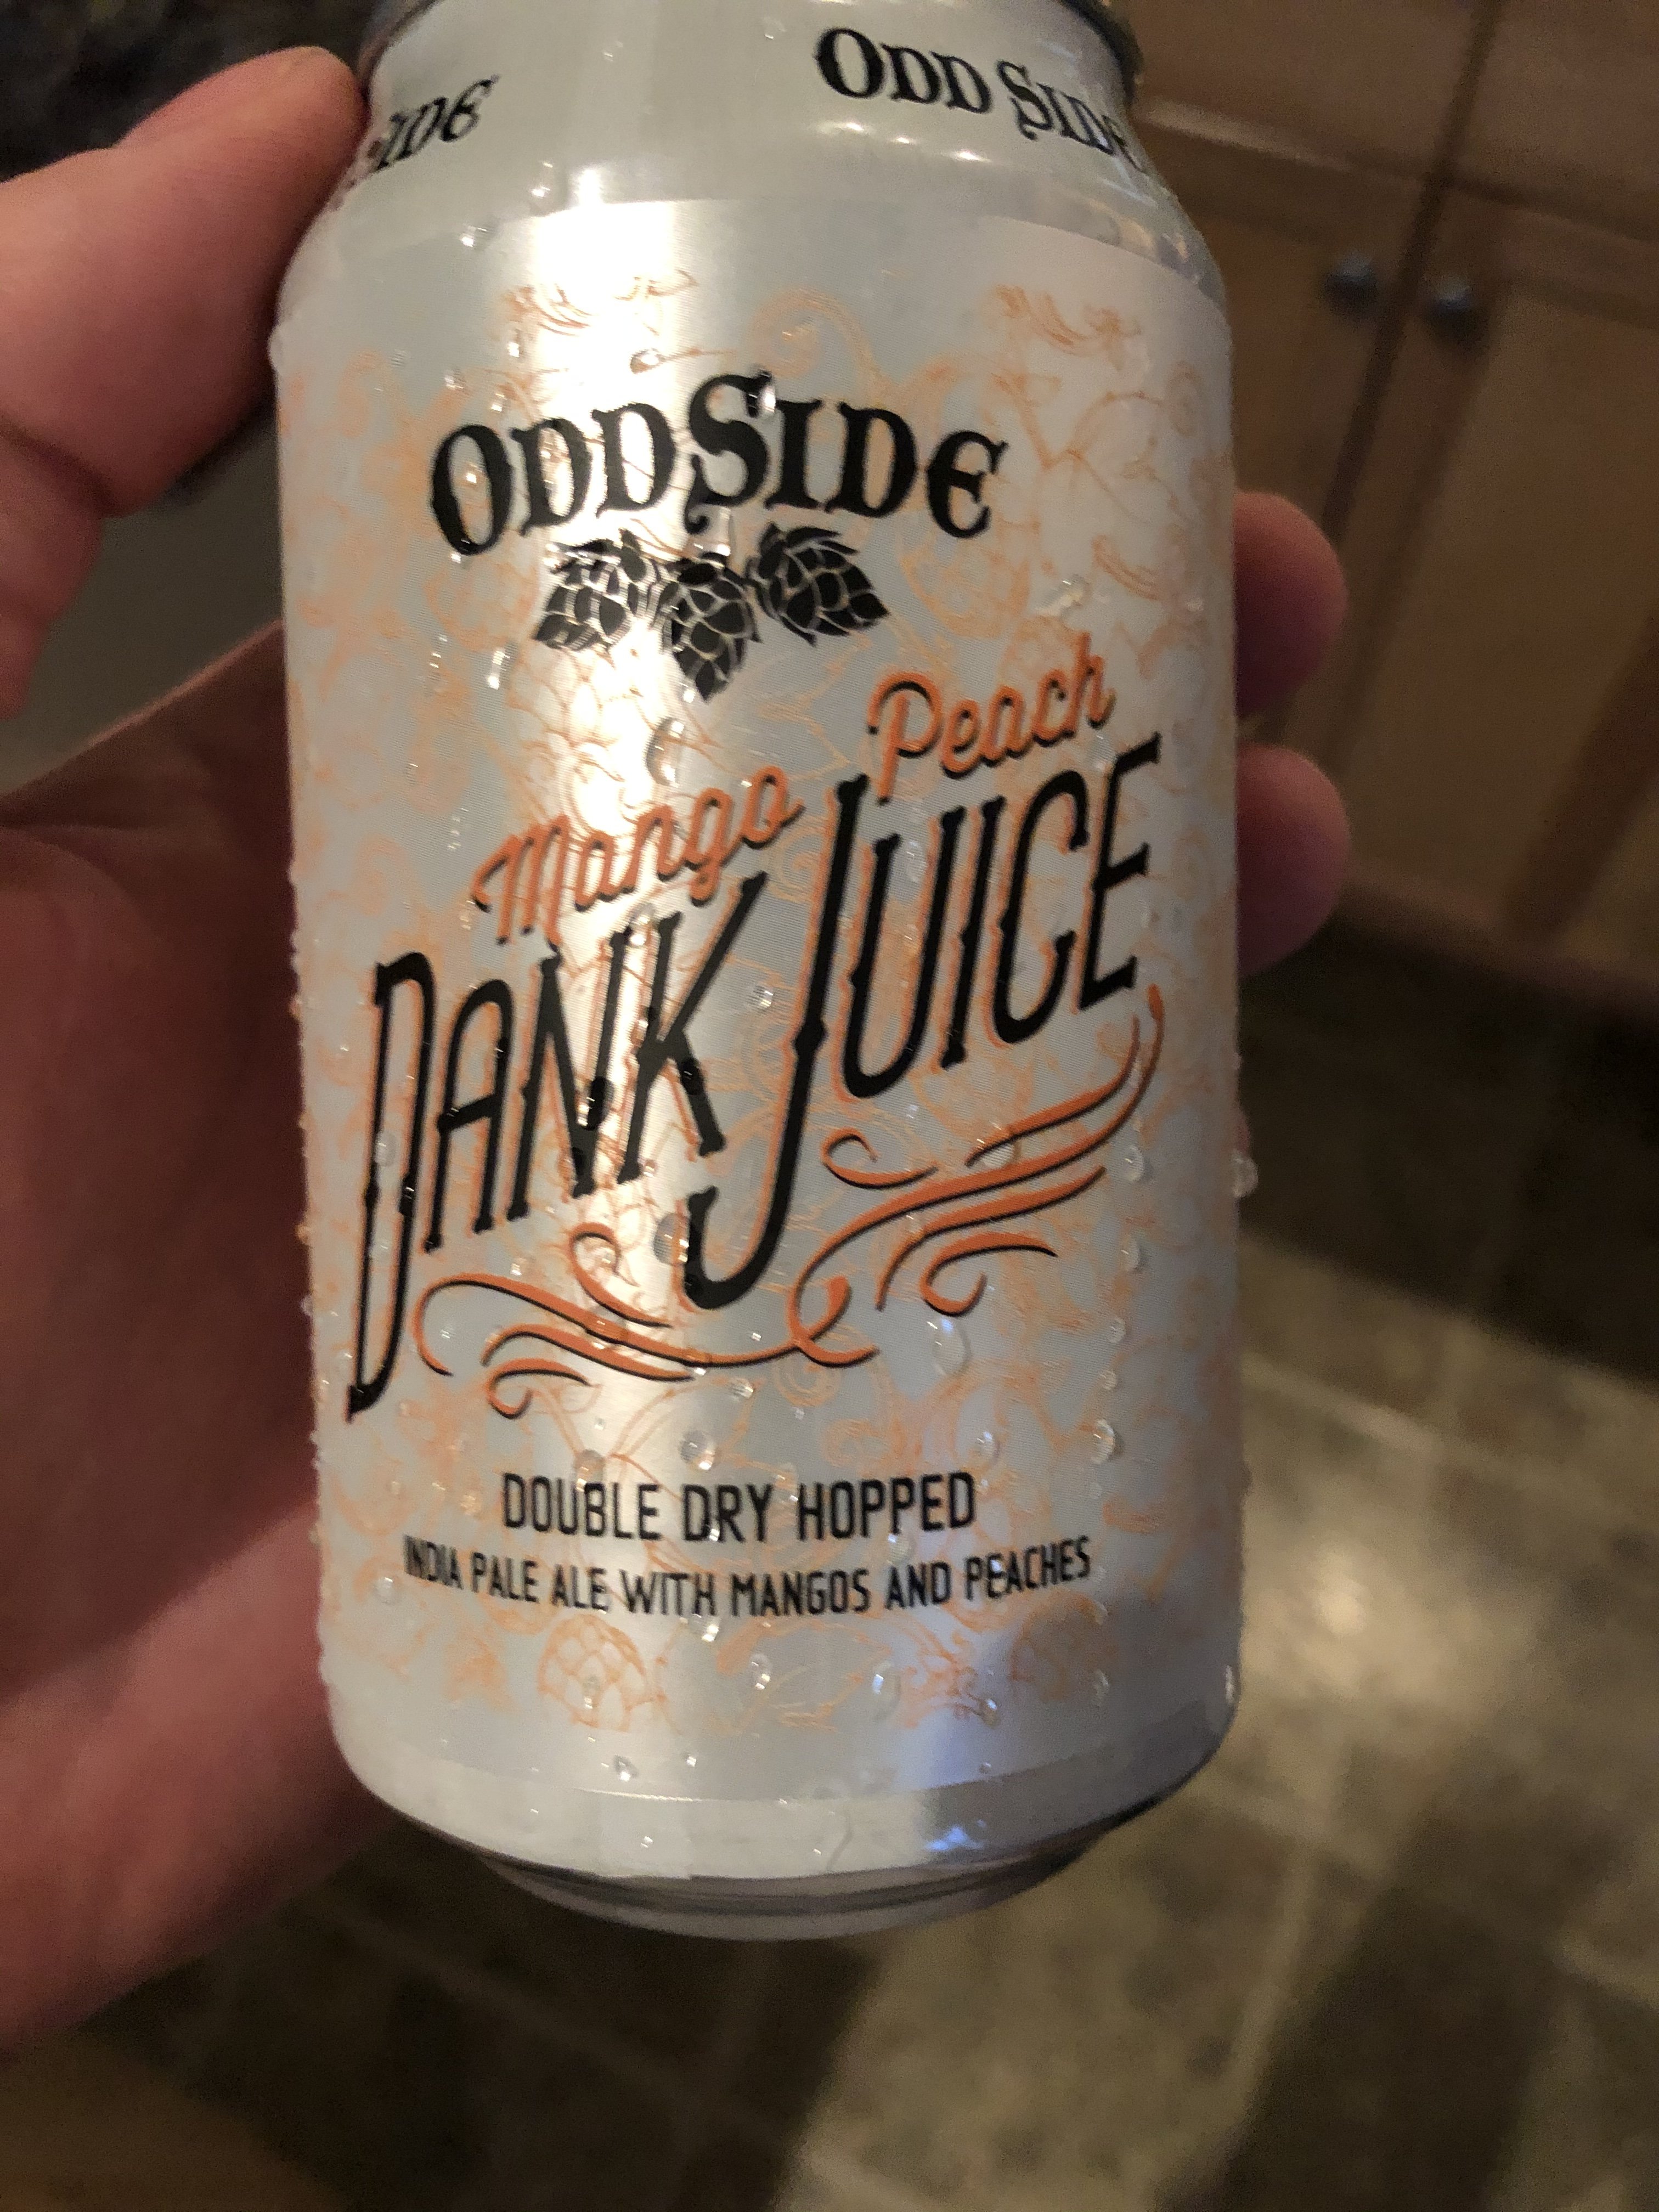 ODD SIDE
ODDSIDE
Mango Peach
DANK JUICE
DOUBLE DRY HOPPED
INDIA PALE ALE WITH MANGOS AND PEACHES